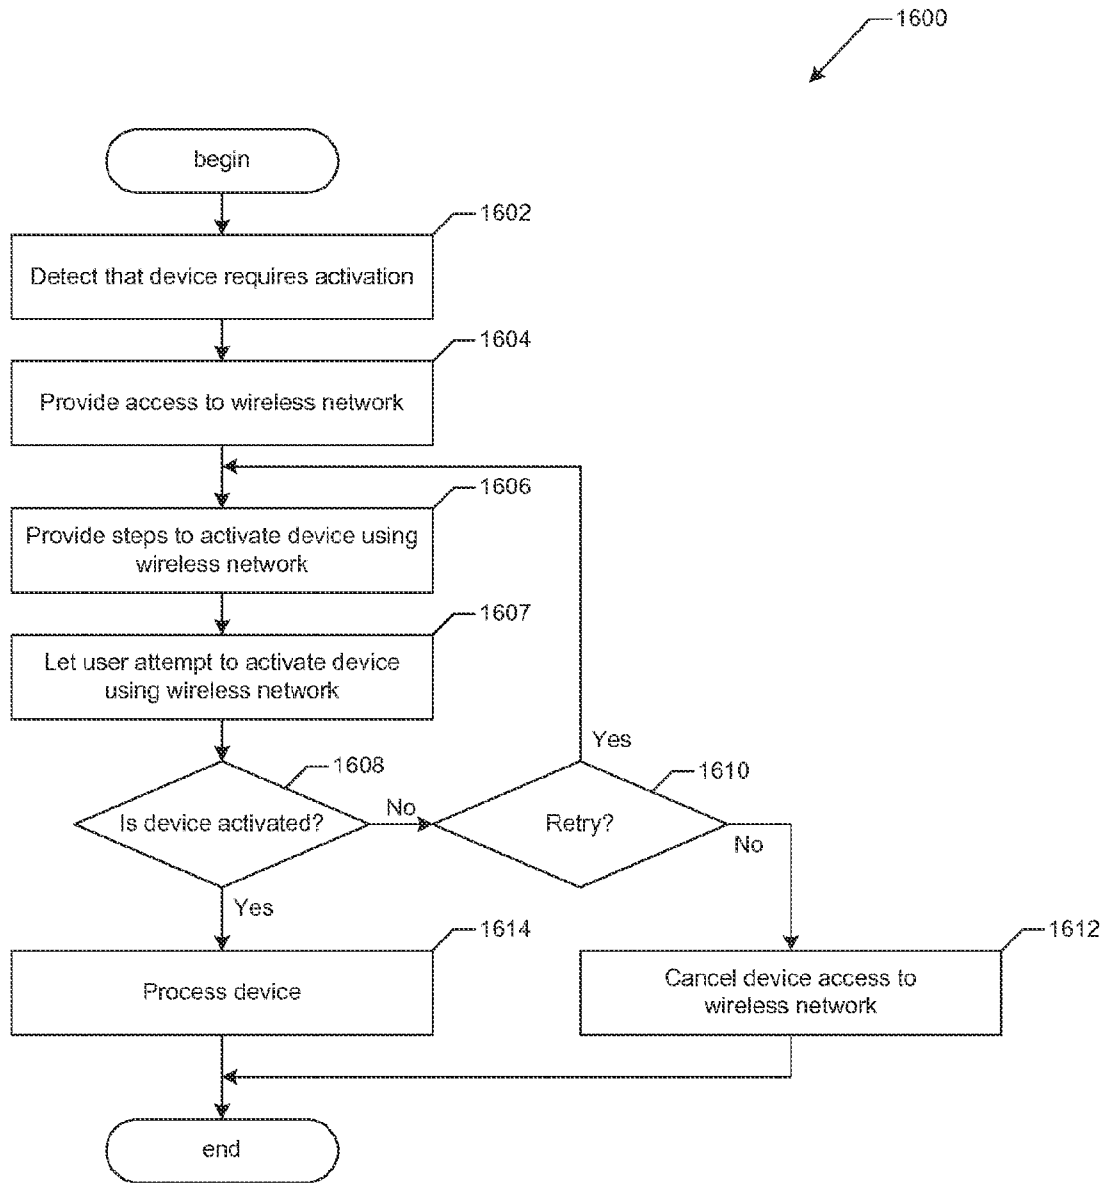 1600
begin
1602
Detect that device requires activation
1604
Provide access to wireless network
1606
Provide steps to activate device using
wireless network
1607
Let user attempt to activate device
using wireless network
Yes
1608
1610
Is device activated?
No
Retry?
No
Yes
1614
1612
Process device
Cancel device access to
wireless network
end